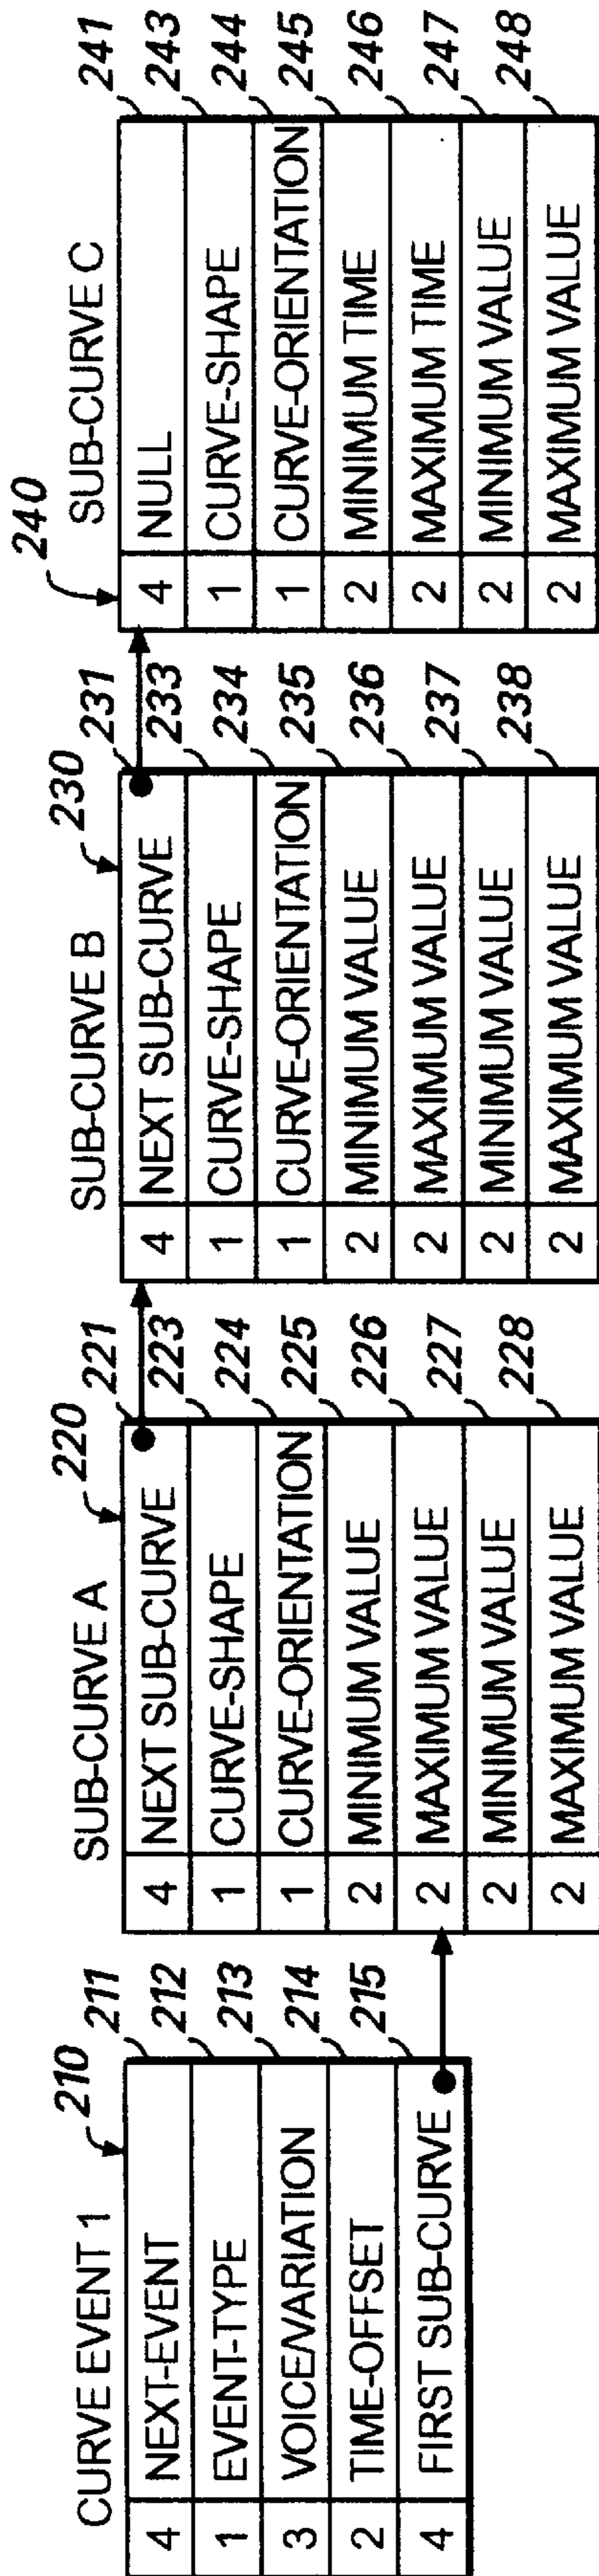 CURVE EVENT 1
210
4 NEXT-EVENT 211
1 EVENT-TYPE 212
3 VOICE/VARIATION 213
2 TIME-OFFSET 214
4 FIRST SUB-CURVE 215
SUB-CURVE A
220
4 NEXT SUB-CURVE 221
1 CURVE-SHAPE 223
1 CURVE-ORIENTATION 224
2 MINIMUM VALUE 225
2 MAXIMUM VALUE 226
2 MINIMUM VALUE 227
2 MAXIMUM VALUE 228
SUB-CURVE B
230
4 NEXT SUB-CURVE 231
1 CURVE-SHAPE 233
1 CURVE-ORIENTATION 234
2 MINIMUM VALUE 235
2 MAXIMUM VALUE 236
2 MINIMUM VALUE 237
2 MAXIMUM VALUE 238
240
SUB-CURVE C
4 NULL 241
1 CURVE-SHAPE 243
1 CURVE-ORIENTATION 244
2 MINIMUM TIME 245
2 MAXIMUM TIME 246
2 MINIMUM VALUE 247
2 MAXIMUM VALUE 248